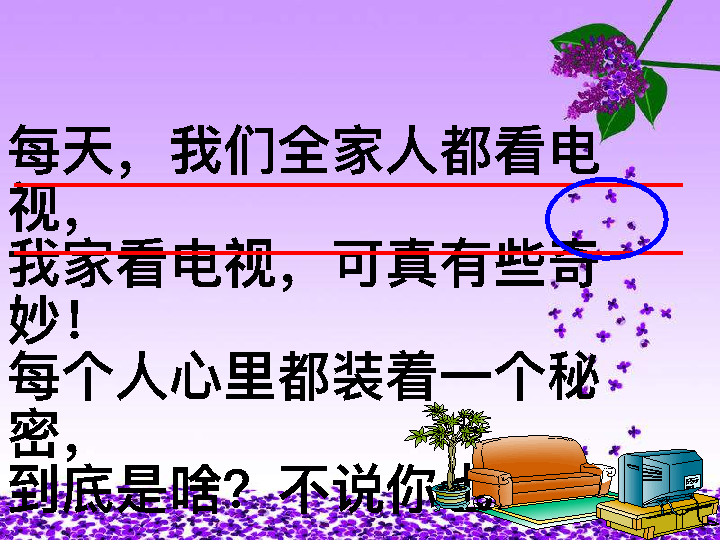 每天，我们全家人都看电
视，
我家看电视，可真有些奇
妙！
每个人心里都装着一个秘
密，
到底是啥？不说你